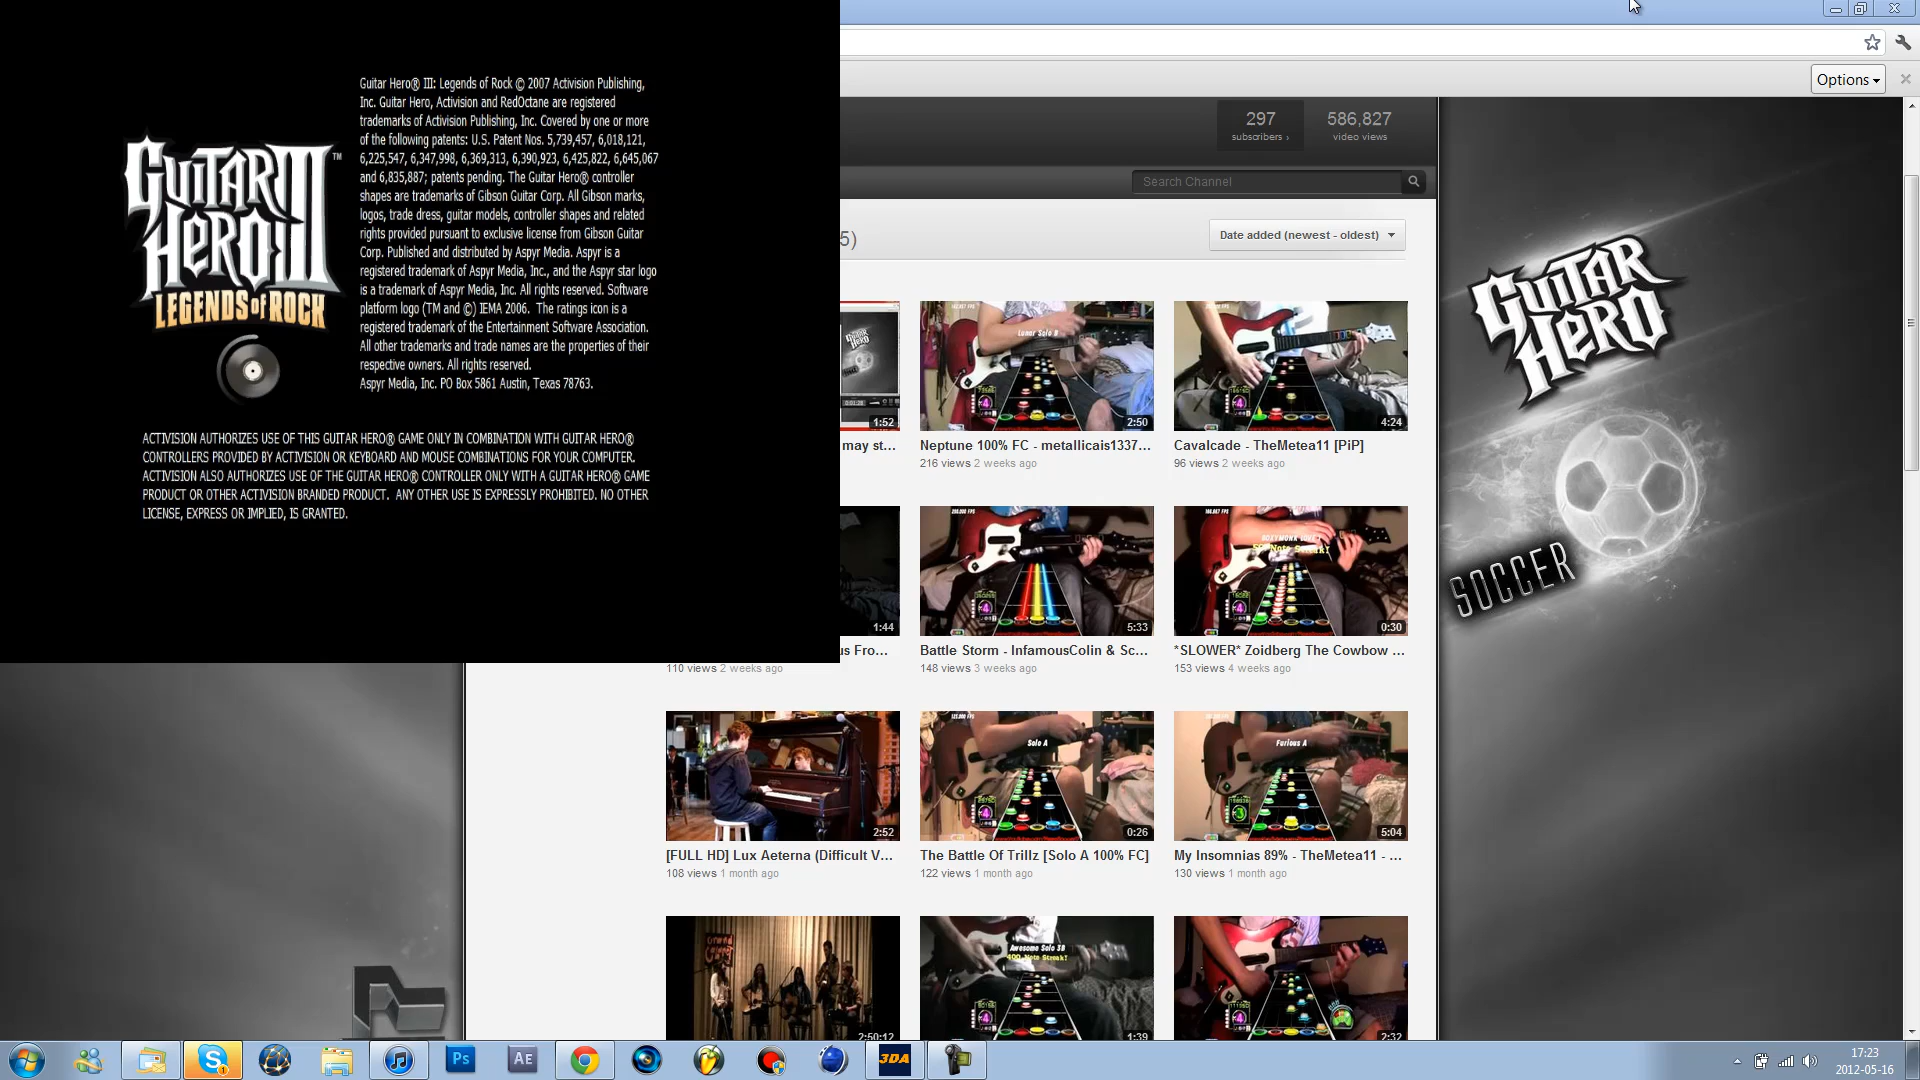 GUITAR
HERO III
LEGENDS OF ROCK
™
Guitar Hero® III: Legends of Rock © 2007 Activision Publishing,
Inc. Guitar Hero, Activision and RedOctane are registered
trademarks of Activision Publishing, Inc. Covered by one or more
of the following patents: U.S. Patent Nos. 5,739,457, 6,018,121,
6,225,547, 6,347,998, 6,369,313, 6,390,923, 6,425,822, 6,645,067
and 6,835,887; patents pending. The Guitar Hero® controller
shapes are trademarks of Gibson Guitar Corp. All Gibson marks,
logos, trade dress, guitar models, controller shapes and related
rights provided pursuant to exclusive license from Gibson Guitar
Corp. Published and distributed by Aspyr Media. Aspyr is a
registered trademark of Aspyr Media, Inc., and the Aspyr star logo
is a trademark of Aspyr Media, Inc. All rights reserved. Software
platform logo (TM and ©) IEMA 2006. The ratings icon is a
registered trademark of the Entertainment Software Association.
All other trademarks and trade names are the properties of their
respective owners. All rights reserved.
Aspyr Media, Inc. PO Box 5861 Austin, Texas 78763.
ACTIVISION AUTHORIZES USE OF THIS GUITAR HERO® GAME ONLY IN COMBINATION WITH GUITAR HERO®
CONTROLLERS PROVIDED BY ACTIVISION OR KEYBOARD AND MOUSE COMBINATIONS FOR YOUR COMPUTER.
ACTIVISION ALSO AUTHORIZES USE OF THE GUITAR HERO® CONTROLLER ONLY WITH A GUITAR HERO® GAME
PRODUCT OR OTHER ACTIVISION BRANDED PRODUCT. ANY OTHER USE IS EXPRESSLY PROHIBITED. NO OTHER
LICENSE, EXPRESS OR IMPLIED, IS GRANTED.
Options
297
subscribers ›
586,827
video views
Search Channel
5)
Date added (newest - oldest)
1:52
Lunar Solo B
2:50
4:24
may st...
Neptune 100% FC - metallicais1337...
Cavalcade - TheMetea11 [PiP]
216 views 2 weeks ago
96 views 2 weeks ago
1:44
5:33
0:30
us Fro...
Battle Storm - InfamousColin & Sc...
*SLOWER* Zoidberg The Cowbow ...
110 views 2 weeks ago
148 views 3 weeks ago
153 views 4 weeks ago
2:52
Solo A
0:26
Furious A
5:04
[FULL HD] Lux Aeterna (Difficult V...
The Battle Of Trillz [Solo A 100% FC]
My Insomnias 89% - TheMetea11 - ...
108 views 1 month ago
122 views 1 month ago
130 views 1 month ago
2:50:12
Awesome Solo 3B
400 Note Streak!
1:39
2:32
GUITAR
HERO
SOCCER
Ps
AE
3DA
17:23
2012-05-16